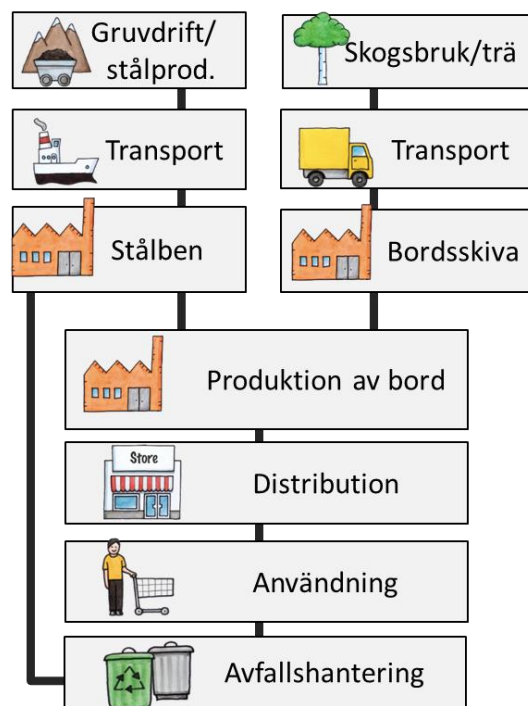 Gruvdrift/
stålprod.
Skogsbruk/trä
Transport
Transport
Stålben
Bordsskiva
Produktion av bord
Store
Distribution
Användning
Avfallshantering